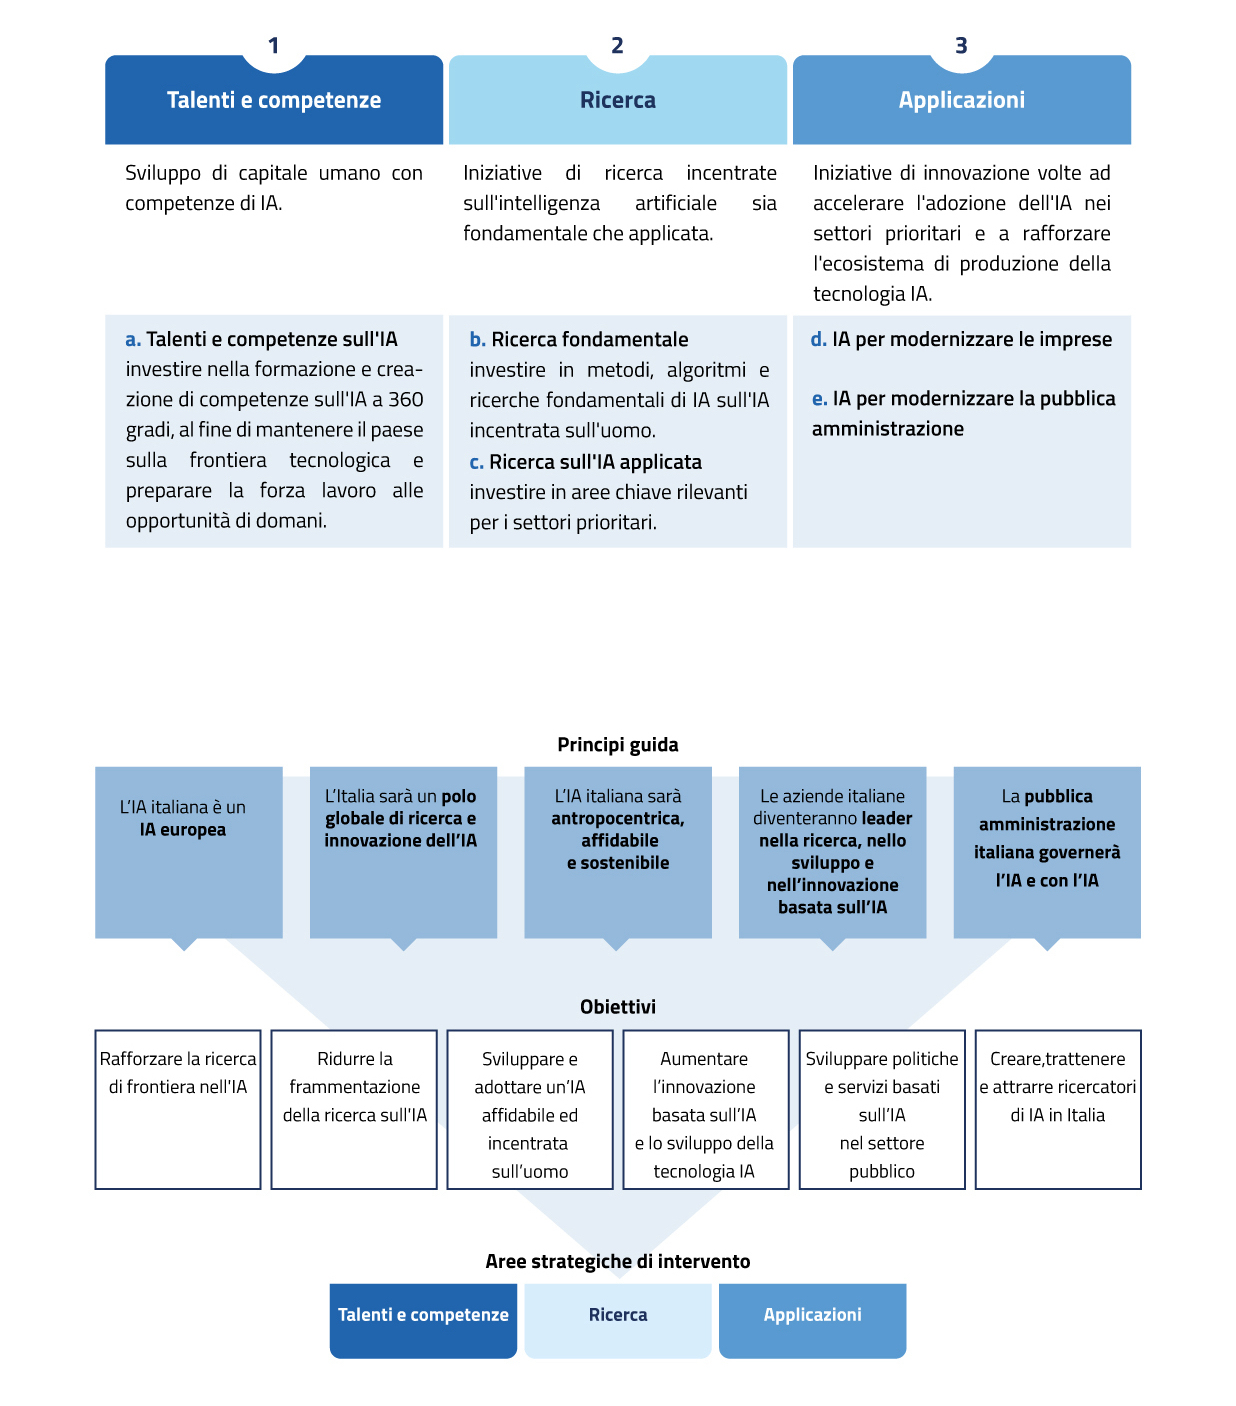 1
Talenti e competenze
Sviluppo di capitale umano con
competenze di IA.
a. Talenti e competenze sull'IA
investire nella formazione e crea-
zione di competenze sull'IA a 360
gradi, al fine di mantenere il paese
sulla frontiera tecnologica e
preparare la forza lavoro alle
opportunità di domani.
2
Ricerca
Iniziative di ricerca incentrate
sull'intelligenza artificiale sia
fondamentale che applicata.
b. Ricerca fondamentale
investire in metodi, algoritmi e
ricerche fondamentali di IA sull'IA
incentrata sull'uomo.
c. Ricerca sull'IA applicata
investire in aree chiave rilevanti
per i settori prioritari.
3
Applicazioni
Iniziative di innovazione volte ad
accelerare l'adozione dell'IA nei
settori prioritari e a rafforzare
l'ecosistema di produzione della
tecnologia IA.
d. IA per modernizzare le imprese
e. IA per modernizzare la pubblica
amministrazione
Principi guida
L’IA italiana è un
IA europea
L’Italia sarà un polo
globale di ricerca e
innovazione dell’IA
L’IA italiana sarà
antropocentrica,
affidabile
e sostenibile
Le aziende italiane
diventeranno leader
nella ricerca, nello
sviluppo e
nell’innovazione
basata sull’IA
La pubblica
amministrazione
italiana governerà
l’IA e con l’IA
Obiettivi
Rafforzare la ricerca
di frontiera nell'IA
Ridurre la
frammentazione
della ricerca sull'IA
Sviluppare e
adottare un’IA
affidabile ed
incentrata
sull’uomo
Aumentare
l’innovazione
basata sull’IA
e lo sviluppo della
tecnologia IA
Sviluppare politiche
e servizi basati
sull’IA
nel settore
pubblico
Creare,trattenere
e attrarre ricercatori
di IA in Italia
Aree strategiche di intervento
Talenti e competenze
Ricerca
Applicazioni